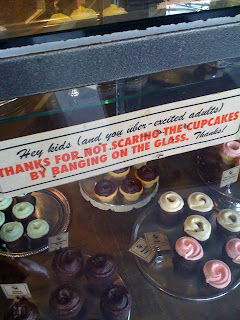 Hey kids (and you uber-excited adults)
THANKS FOR NOT SCARING THE CUPCAKES
BY BANGING ON THE GLASS. Thanks!